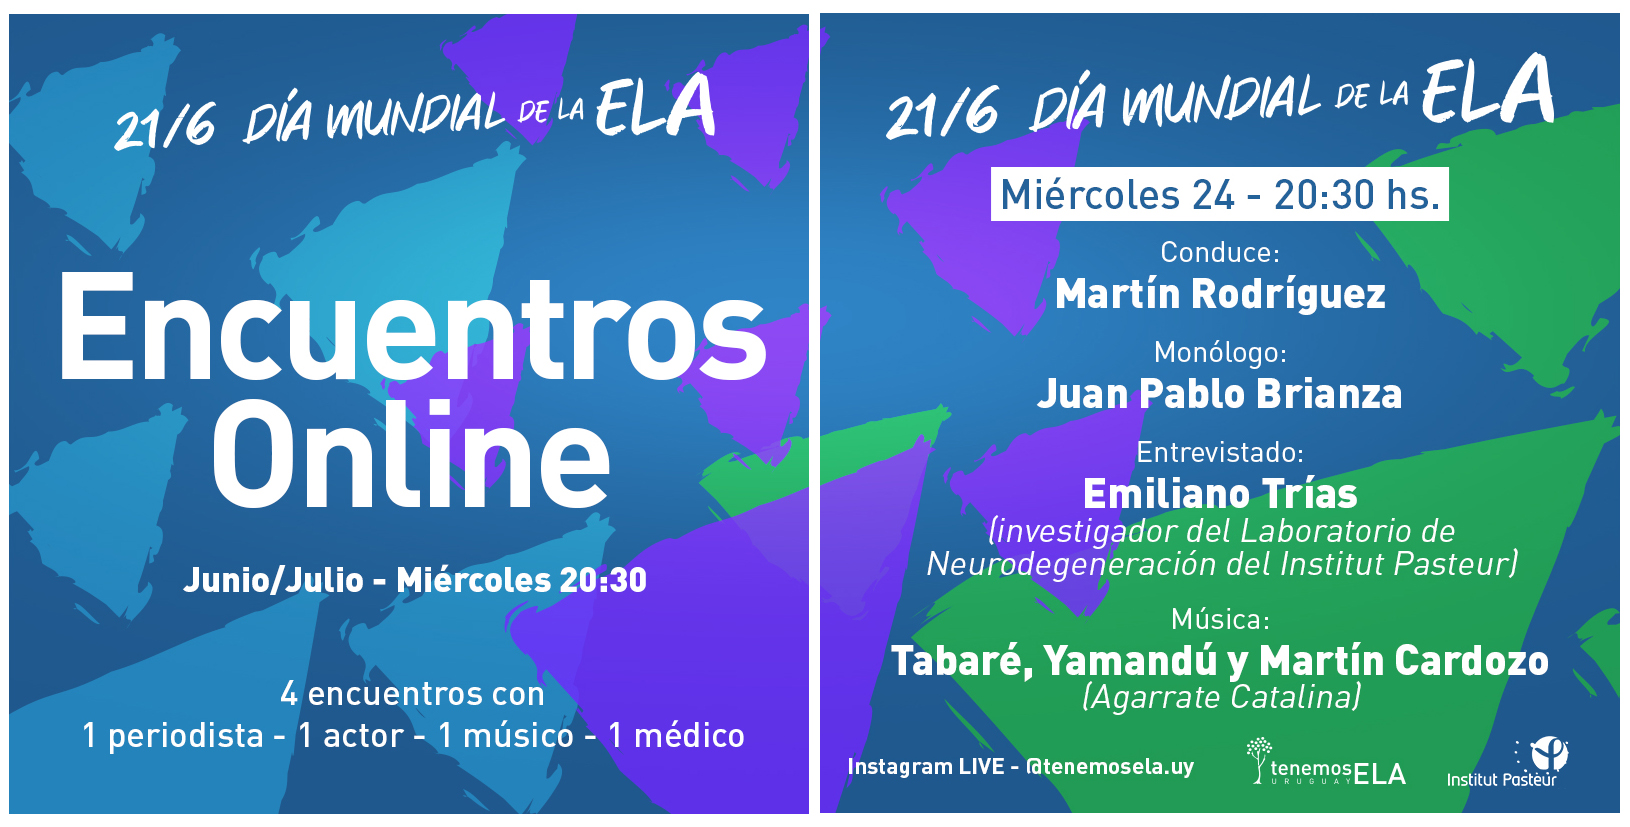 21/6 DÍA MUNDIAL DE LA ELA
Encuentros
Online
Junio/Julio - Miércoles 20:30
4 encuentros con
1 periodista - 1 actor - 1 músico - 1 médico
21/6 DÍA MUNDIAL DE LA ELA
Miércoles 24 - 20:30 hs.
Conduce:
Martín Rodríguez
Monólogo:
Juan Pablo Brianza
Entrevistado:
Emiliano Trías
(investigador del Laboratorio de
Neurodegeneración del Institut Pasteur)
Música:
Tabaré, Yamandú y Martín Cardozo
(Agarrate Catalina)
Instagram LIVE - @tenemosela.uy
tenemosELA
URUGUAY
Institut Pasteur